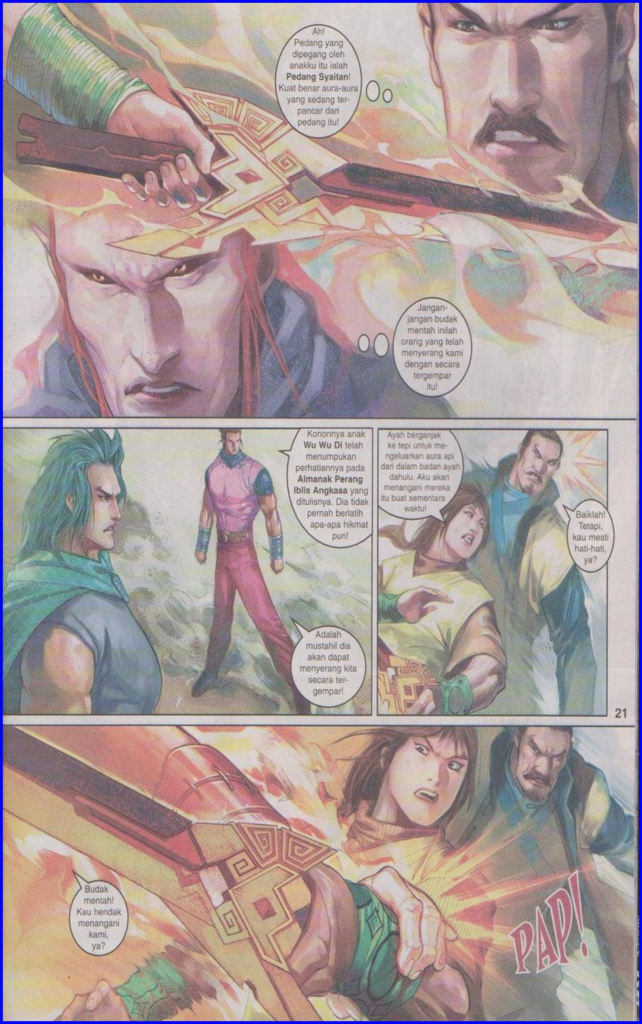 Ah!
Pedang yang
dipegang oleh
anakku itu ialah
Pedang Syaitan!
Kuat benar aura-aura
yang sedang ter-
pancar dari
pedang itu!
Jangan-
jangan budak
mentah inilah
orang yang telah
menyerang kami
dengan secara
tergempar
itu!
Kononnya anak
Wu Wu Di telah
menumpukan
perhatiannya pada
Almanak Perang
Iblis Angkasa yang
ditulisnya. Dia tidak
pernah berlatih
apa-apa hikmat
pun!
Adalah
mustahil dia
akan dapat
menyerang kita
secara ter-
gempar!
Ayah berganjak
ke tepi untuk me-
ngeluarkan aura api
dari dalam badan ayah
dahulu. Aku akan
menangani mereka
itu buat sementara
waktu!
Baiklah!
Tetapi,
kau mesti
hati-hati,
ya?
21
Budak
mentah!
Kau hendak
menangani
kami,
ya?
PAP!